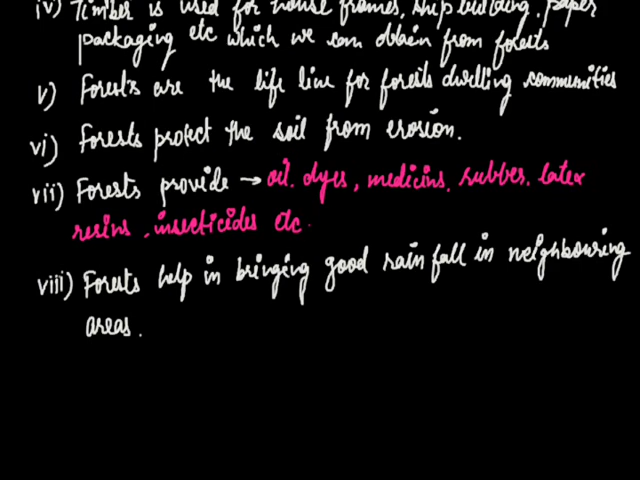 iv) Timber is used for house frames, ship building, paper
packaging etc which we can obtain from forests
v) Forests are the life line for forests dwelling communities
vi) Forests protect the soil from erosion.
vii) Forests provide → oil, dyes, medicins, rubber, latex
resins, insecticides etc.
viii) Forests help in bringing good rain fall in neighbouring
areas.